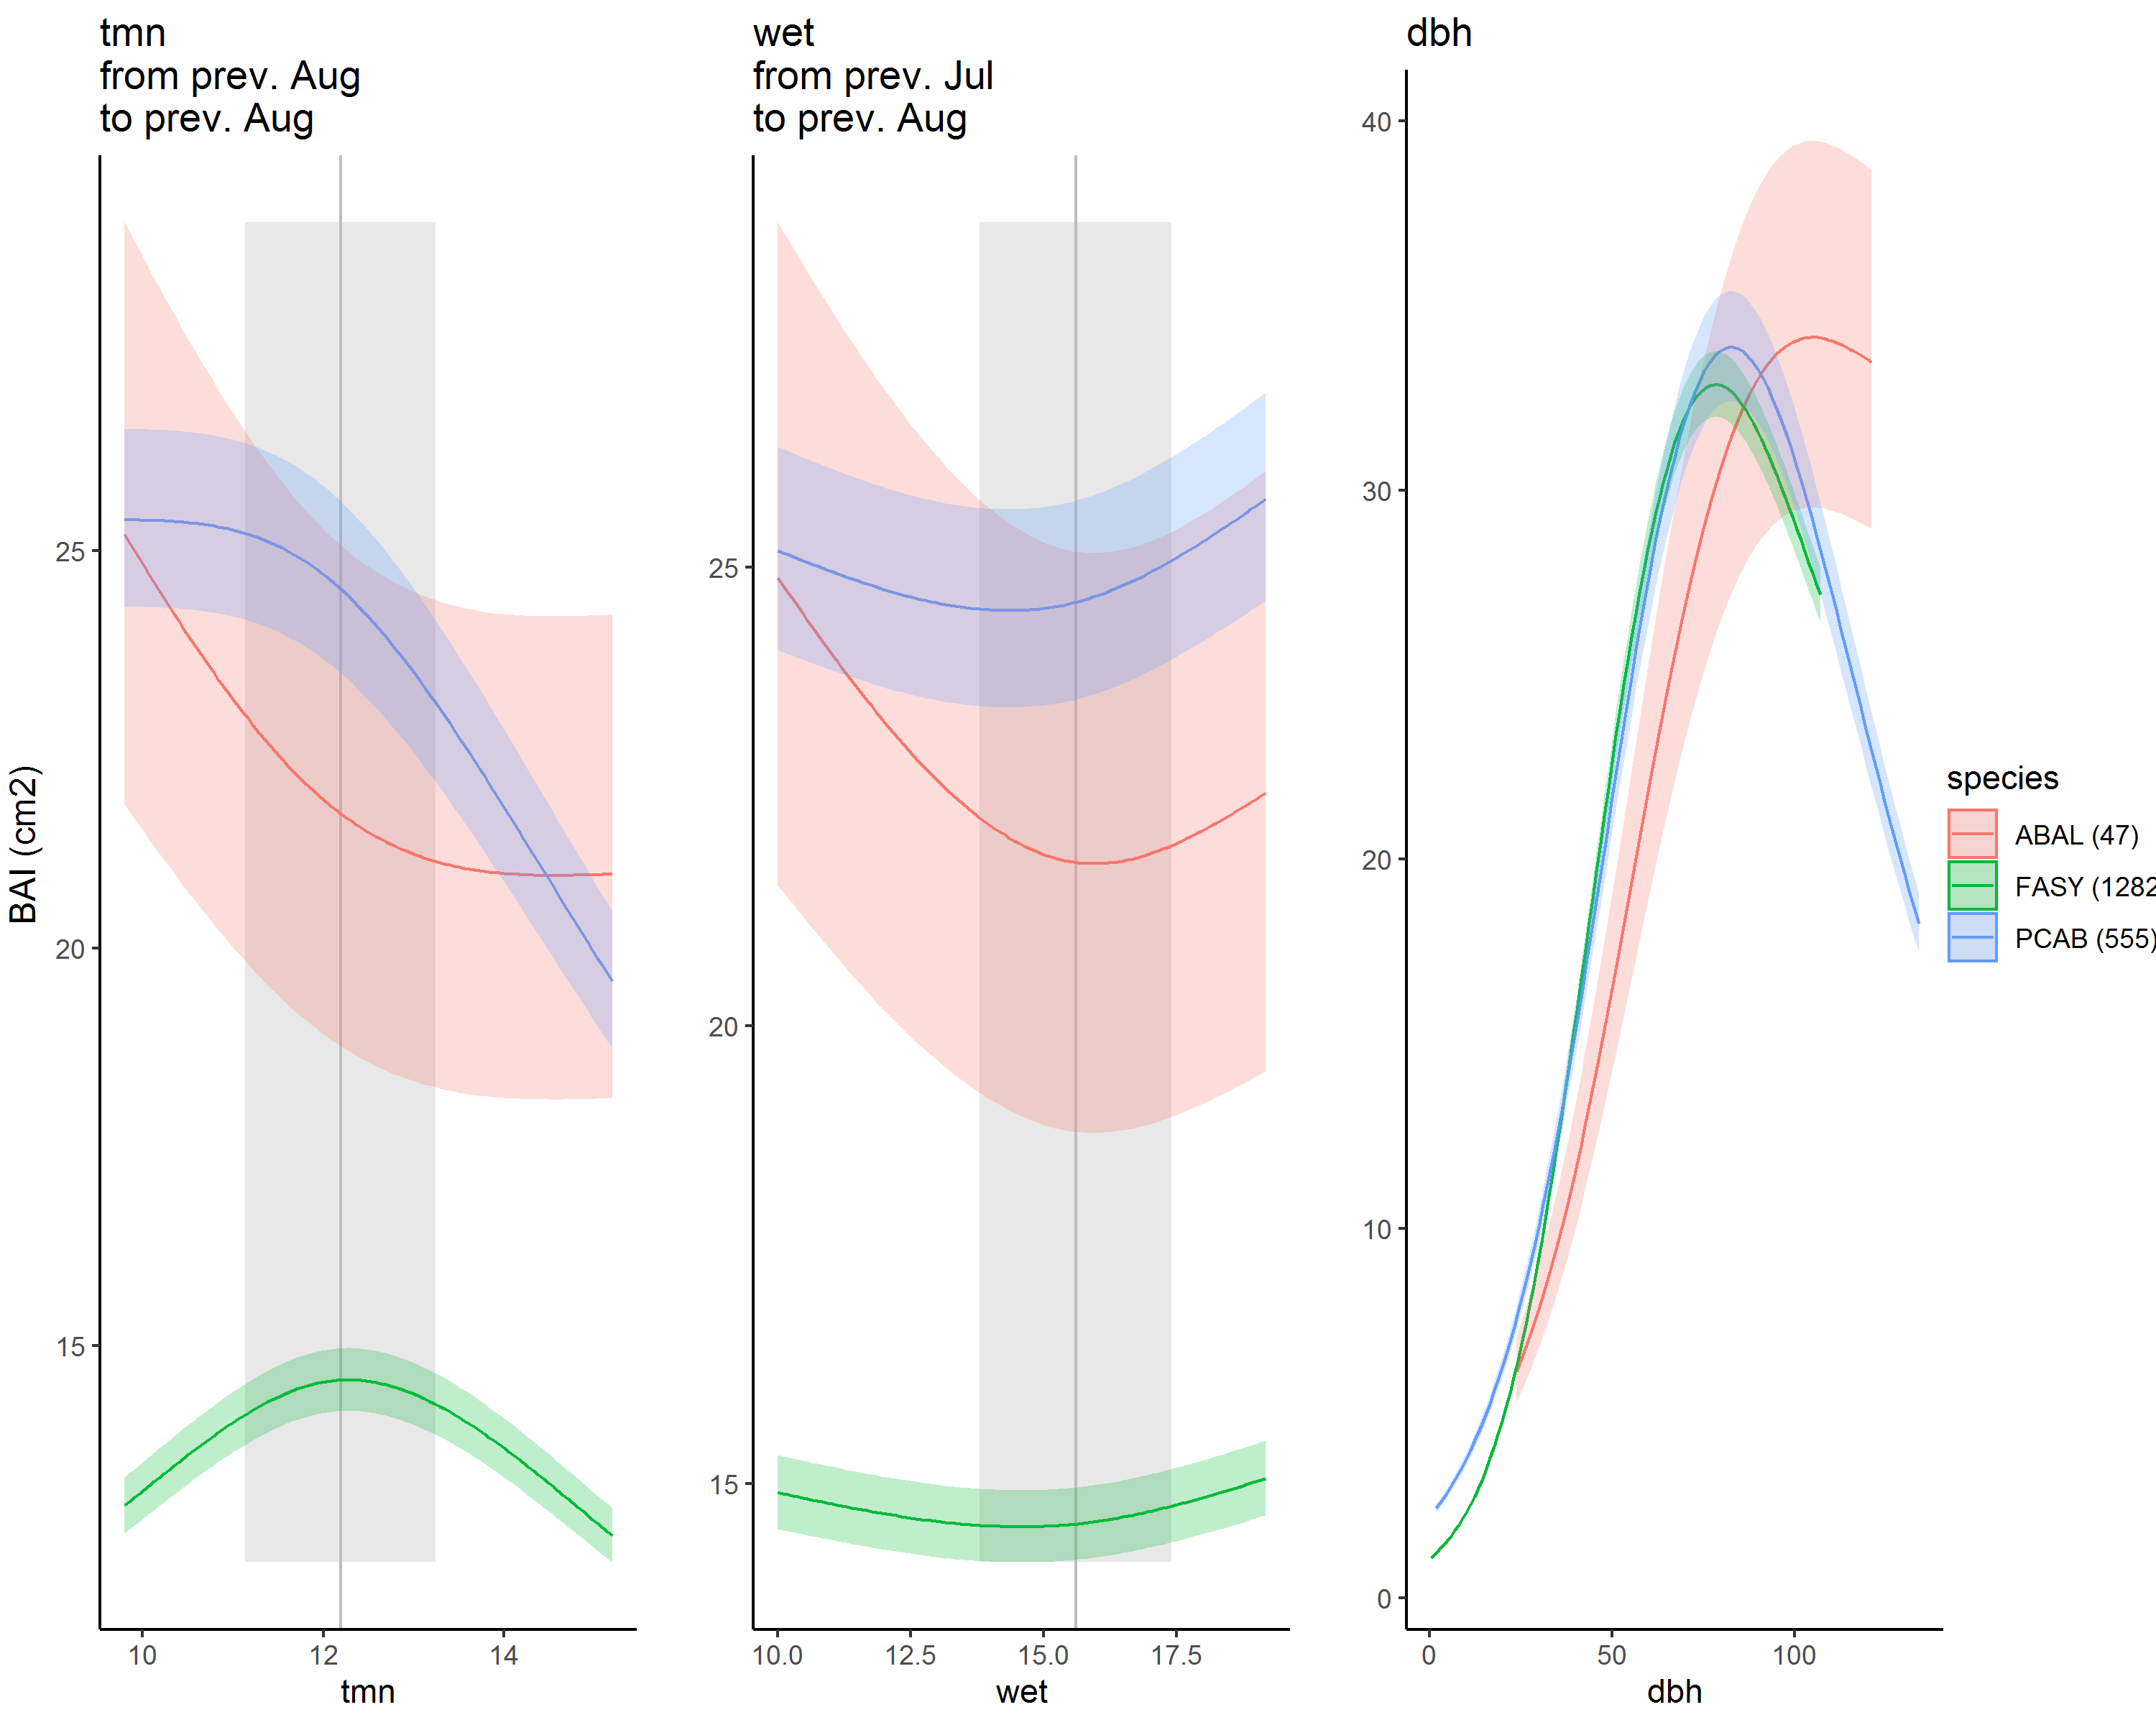 tmn
from prev. Aug
to prev. Aug
wet
from prev. Jul
to prev. Aug
dbh
BAI (cm2)
25
20
15
10
12
14
tmn
25
20
15
10.0
12.5
15.0
17.5
wet
40
30
20
10
0
0
50
100
dbh
species
ABAL (47)
FASY (1282
PCAB (555)